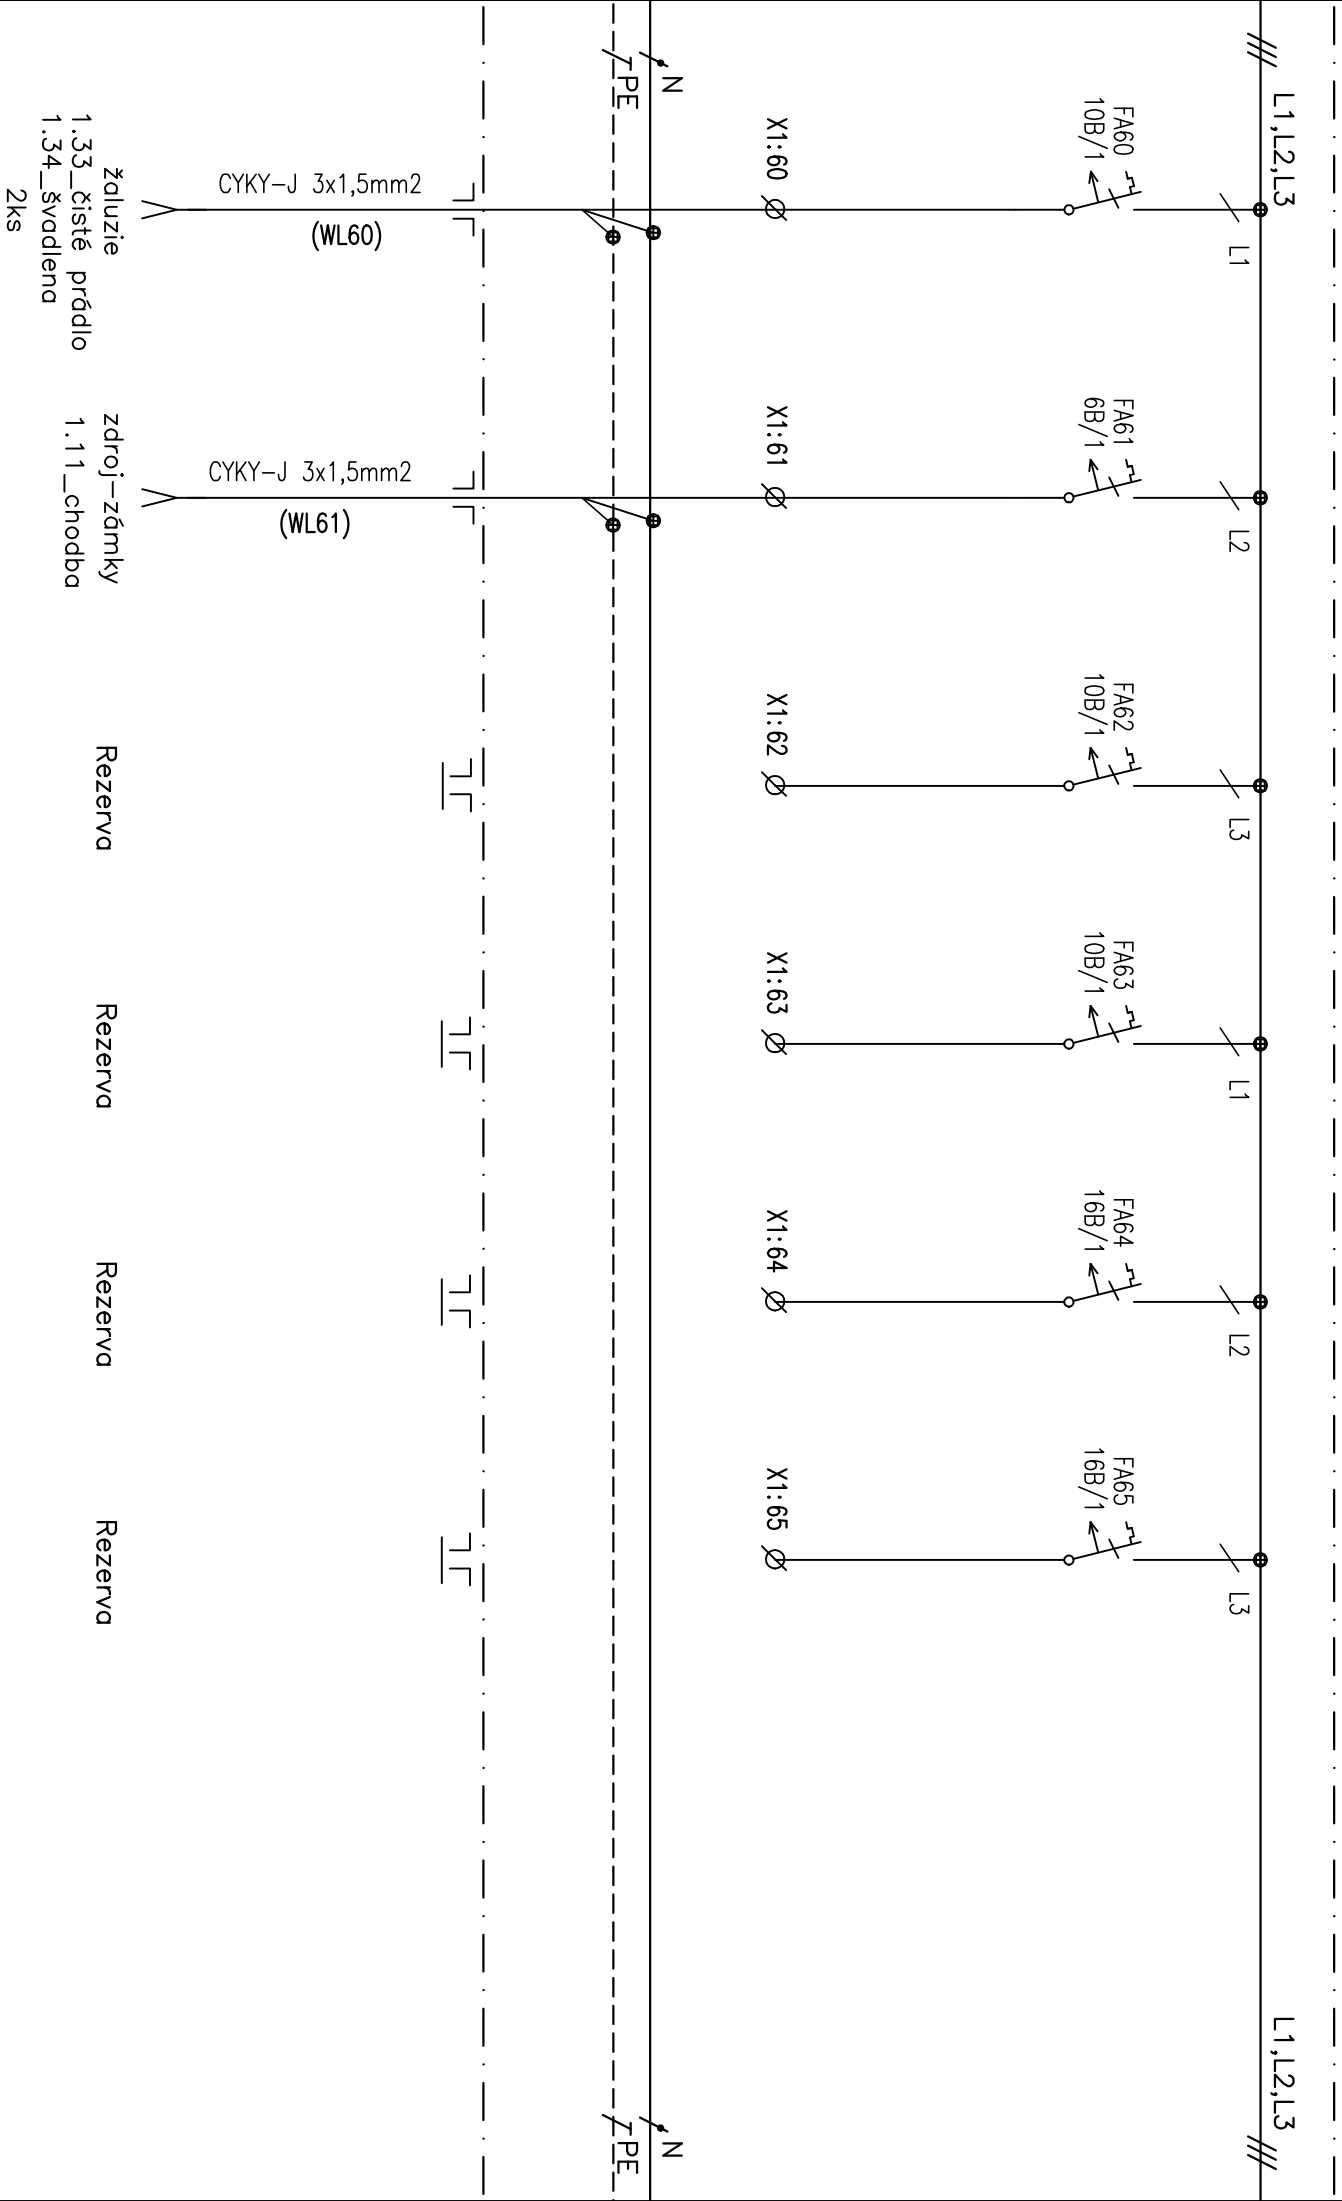 L1,L2,L3
L1,L2,L3
FA60
10B/1
L1
FA61
6B/1
L2
FA62
10B/1
L3
FA63
10B/1
L1
FA64
16B/1
L2
FA65
16B/1
L3
X1:60
X1:61
X1:62
X1:63
X1:64
X1:65
N
PE
N
PE
CYKY-J 3x1,5mm2
(WL60)
CYKY-J 3x1,5mm2
(WL61)
žaluzie
1.33_čisté prádlo
1.34_švadlena
2ks
zdroj-zámky
1.11_chodba
Rezerva
Rezerva
Rezerva
Rezerva